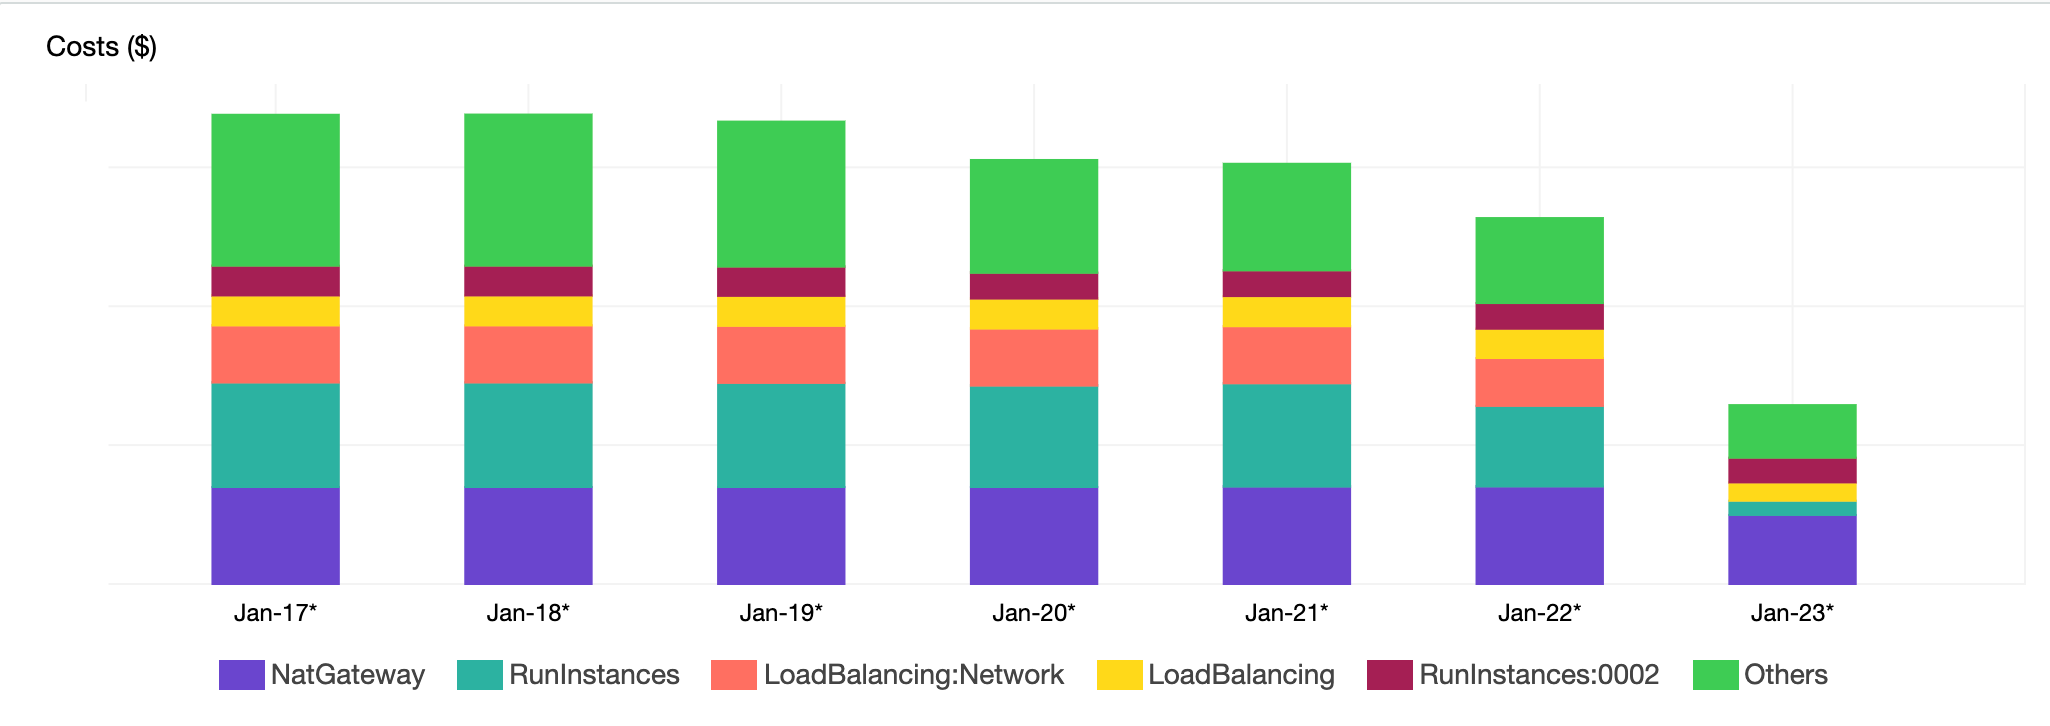 Costs ($)
Jan-17* Jan-18* Jan-19* Jan-20* Jan-21* Jan-22* Jan-23*
NatGateway RunInstances LoadBalancing:Network LoadBalancing RunInstances:0002 Others